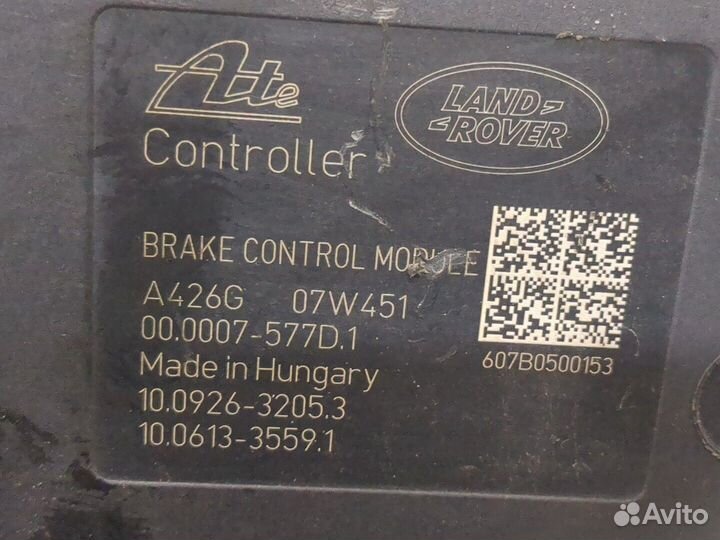 Ate
LAND
ROVER
Controller
BRAKE CONTROL MODULE
A426G 07W451
00.0007-577D.1
607B0500153
Made in Hungary
10.0926-3205.3
10.0613-3559.1
Avito